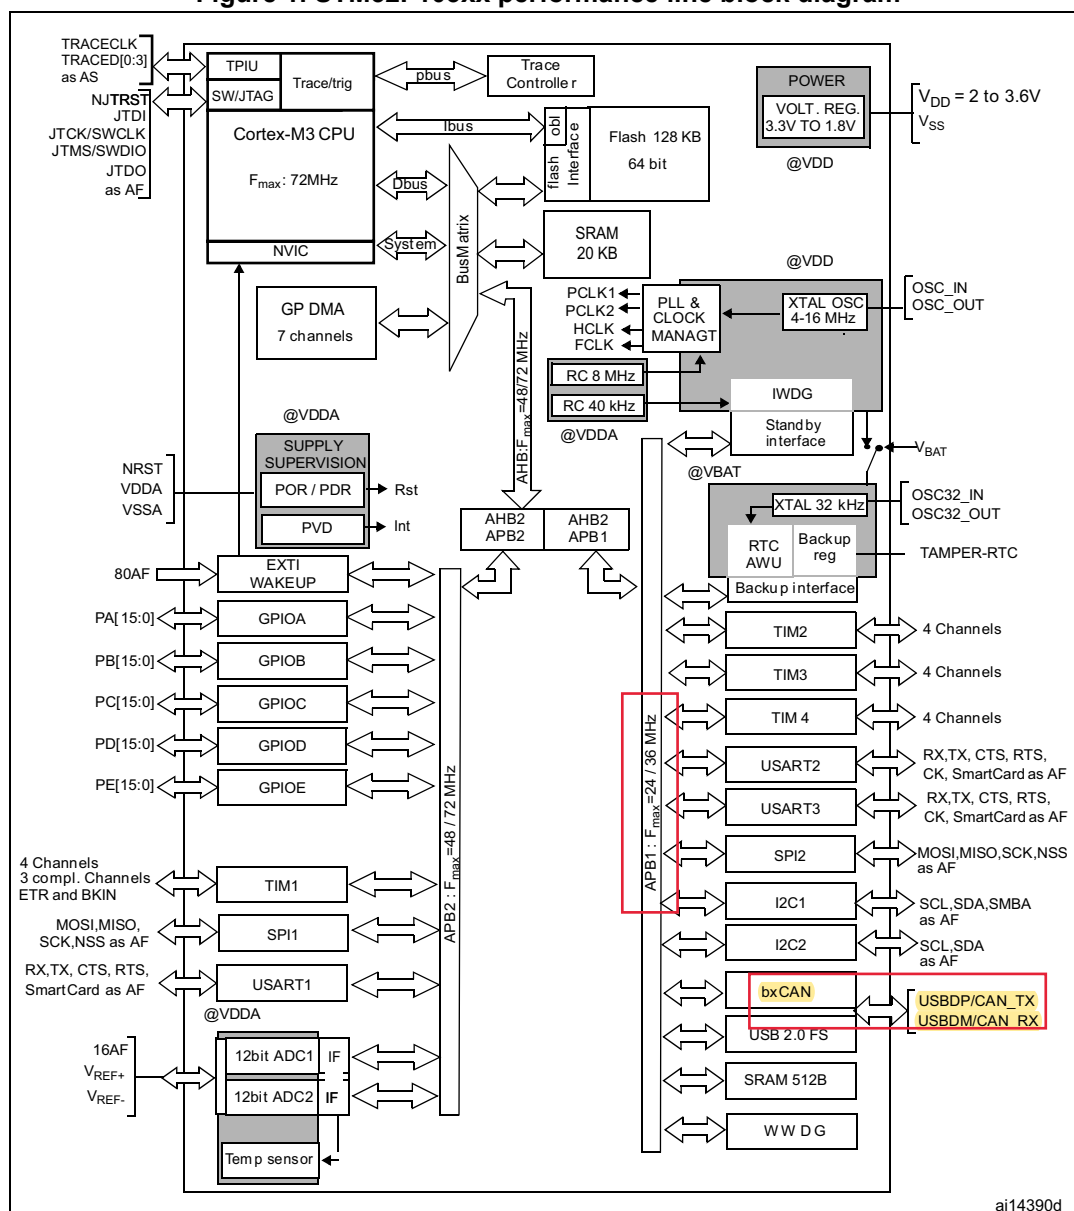 TRACECLK
TRACED[0:3]
as AS
NJTRST
JTDI
JTCK/SWCLK
JTMS/SWDIO
JTDO
as AF
TPIU
SW/JTAG
Trace/trig
Cortex-M3 CPU
Fmax: 72MHz
NVIC
pbus
Trace
Controller
Ibus
Dbus
System
BusMatrix
obl
flash
Interface
Flash 128 KB
64 bit
SRAM
20 KB
POWER
VOLT. REG.
3.3V TO 1.8V
@VDD
VDD = 2 to 3.6V
VSS
GP DMA
7 channels
AHB:Fmax=48/72 MHz
PCLK1
PCLK2
HCLK
FCLK
PLL &
CLOCK
MANAGT
@VDD
XTAL OSC
4-16 MHz
OSC_IN
OSC_OUT
RC 8 MHz
RC 40 kHz
@VDDA
IWDG
Standby
interface
VBAT
@VBAT
@VDDA
SUPPLY
SUPERVISION
POR / PDR
PVD
Rst
Int
NRST
VDDA
VSSA
AHB2
APB2
AHB2
APB1
XTAL 32 kHz
OSC32_IN
OSC32_OUT
RTC
AWU
Backup
reg
TAMPER-RTC
Backup interface
80AF
EXTI
WAKEUP
PA[15:0]
GPIOA
PB[15:0]
GPIOB
PC[15:0]
GPIOC
PD[15:0]
GPIOD
PE[15:0]
GPIOE
4 Channels
3 compl. Channels
ETR and BKIN
TIM1
MOSI,MISO,
SCK,NSS as AF
SPI1
RX,TX, CTS, RTS,
SmartCard as AF
USART1
@VDDA
16AF
VREF+
VREF-
12bit ADC1
IF
12bit ADC2
IF
Temp sensor
APB2 : Fmax=48 / 72 MHz
APB1 : Fmax=24 / 36 MHz
TIM2
4 Channels
TIM3
4 Channels
TIM 4
4 Channels
USART2
RX,TX, CTS, RTS,
CK, SmartCard as AF
USART3
RX,TX, CTS, RTS,
CK, SmartCard as AF
SPI2
MOSI,MISO,SCK,NSS
as AF
I2C1
SCL,SDA,SMBA
as AF
I2C2
SCL,SDA
as AF
bxCAN
USBDP/CAN_TX
USBDM/CAN_RX
USB 2.0 FS
SRAM 512B
WWDG
ai14390d